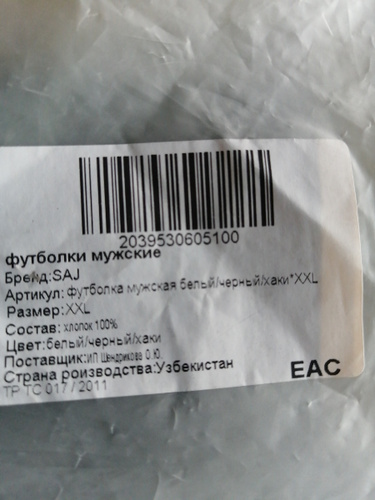 2039530605100
футболки мужские
Бренд:SAJ
Артикул: футболка мужская белый/черный/хаки*XXL
Размер:XXL
Состав: хлопок 100%
Цвет:белый/черный/хаки
Поставщик:ИП Шендрикова О.Ю.
Страна роизводства:Узбекистан
ТР ТС 017 / 2011
EAC